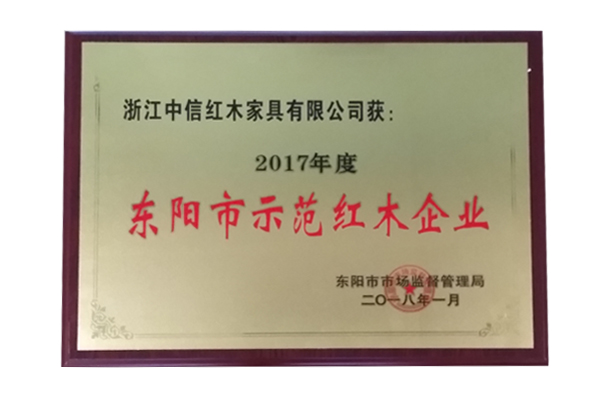 浙江中信红木家具有限公司获：
2017年度
东阳市示范红木企业
东阳市市场监督管理局
二〇一八年一月